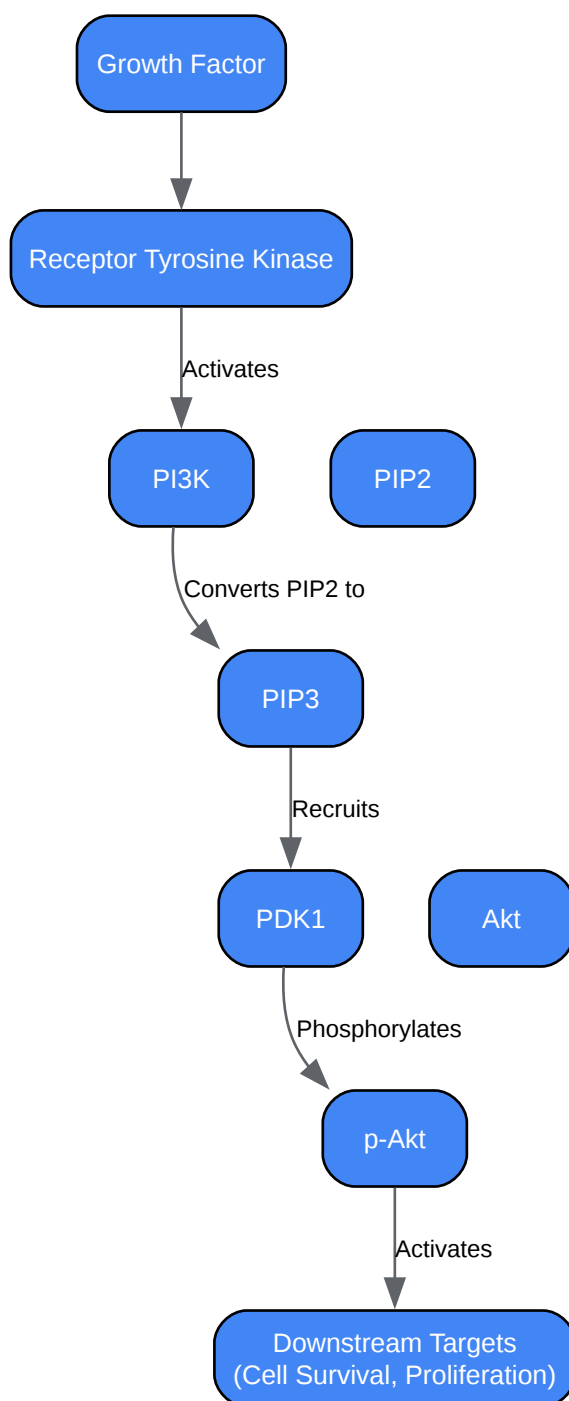 Growth Factor
Receptor Tyrosine Kinase
Activates
PI3K
PIP2
Converts PIP2 to
PIP3
Recruits
PDK1
Akt
Phosphorylates
p-Akt
Activates
Downstream Targets
(Cell Survival, Proliferation)